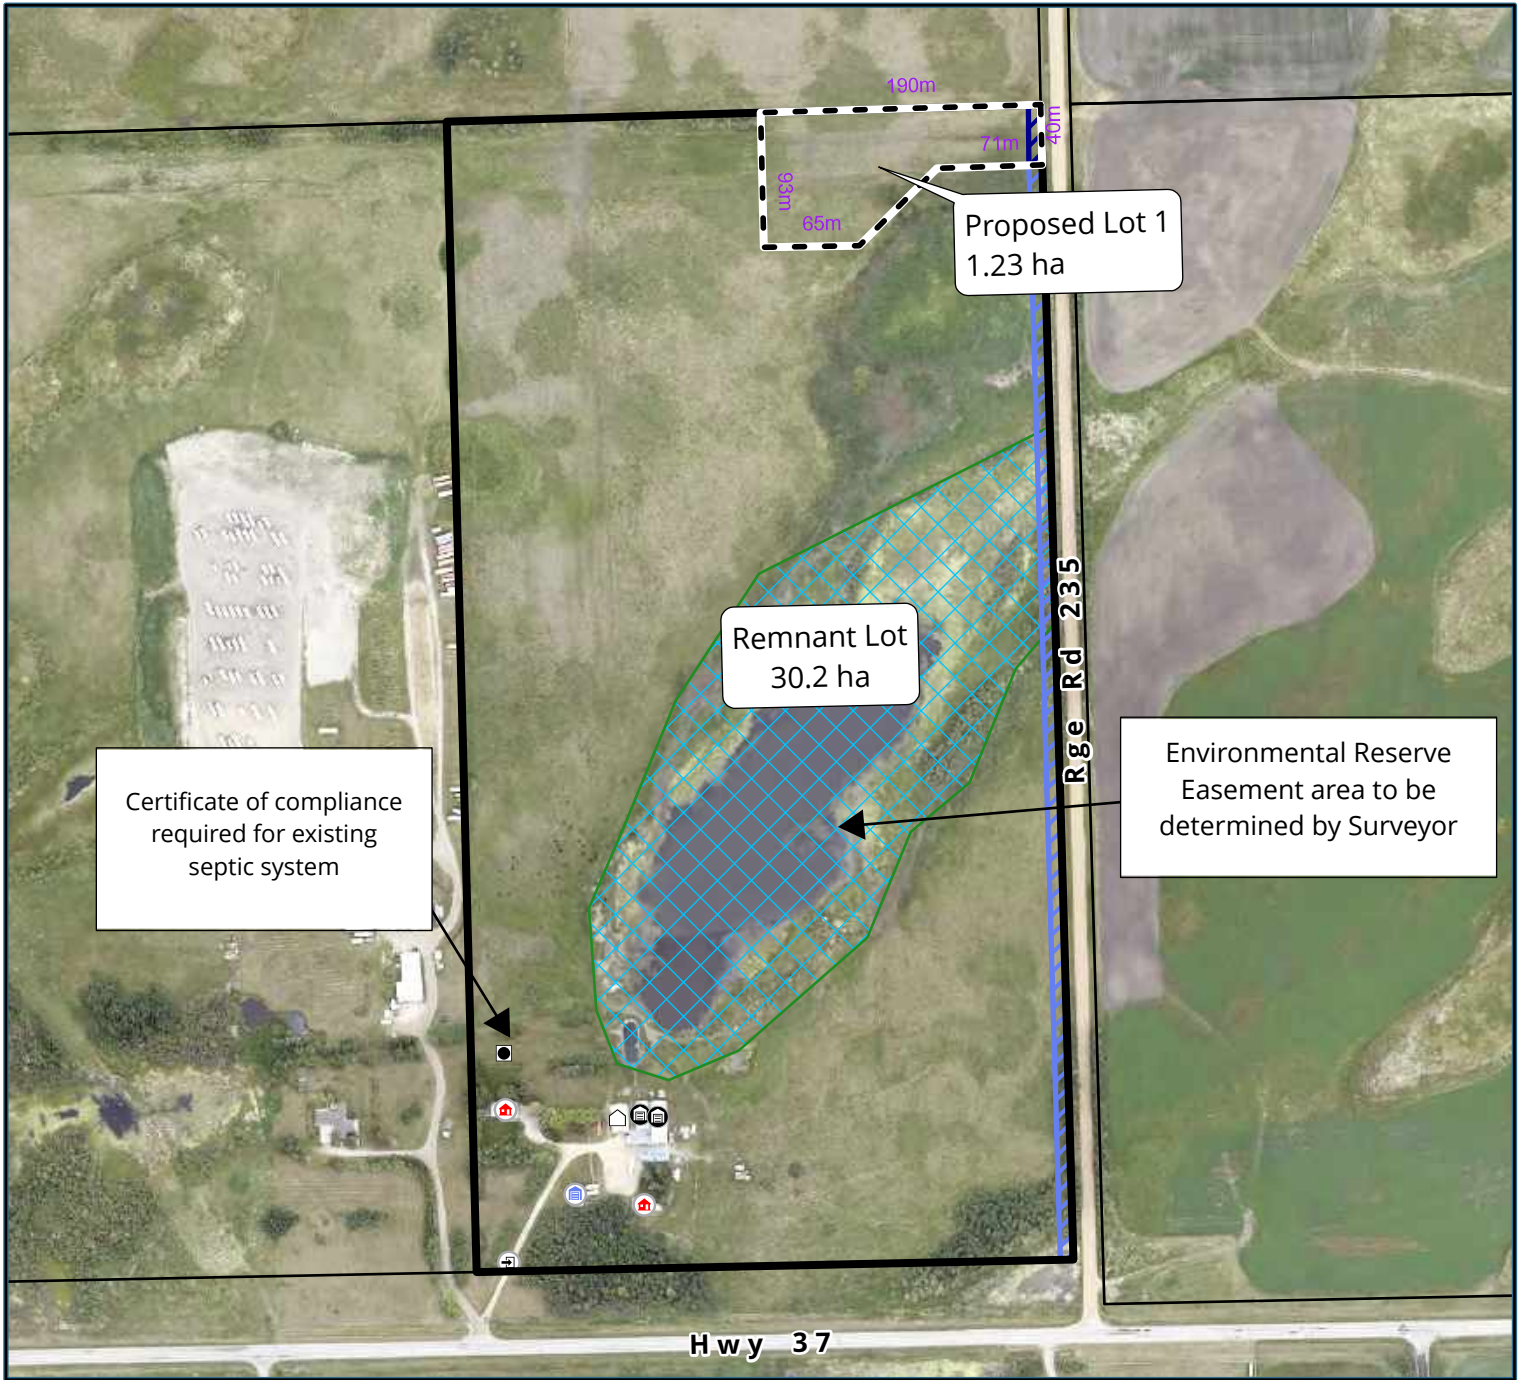 190m
40m
71m
93m
65m
Proposed Lot 1
1.23 ha
Rge Rd 235
Remnant Lot
30.2 ha
Environmental Reserve
Easement area to be
determined by Surveyor
Certificate of compliance
required for existing
septic system
Hwy 37